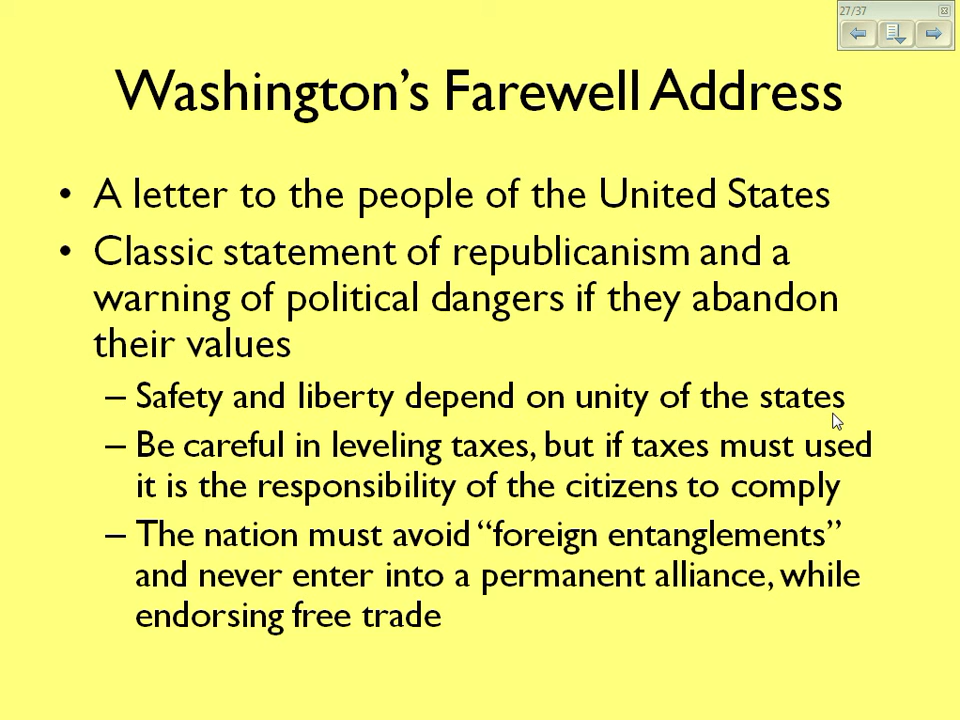 27/37
Washington’s Farewell Address
• A letter to the people of the United States
• Classic statement of republicanism and a
warning of political dangers if they abandon
their values
– Safety and liberty depend on unity of the states
– Be careful in leveling taxes, but if taxes must used
it is the responsibility of the citizens to comply
– The nation must avoid “foreign entanglements”
and never enter into a permanent alliance, while
endorsing free trade